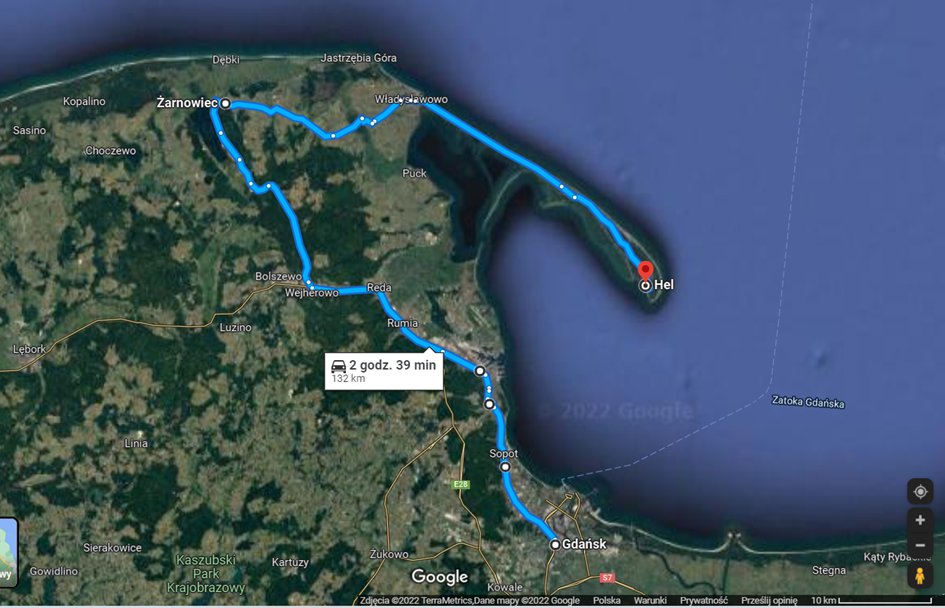 Dębki
Jastrzębia Góra
Kopalino
Żarnowiec
Władysławowo
Sasino
Choczewo
Puck
Bolszewo
Wejherowo
Reda
Hel
Luzino
Rumia
Lębork
2 godz. 39 min
132 km
Zatoka Gdańska
© 2022 Google
Linia
Sopot
E28
Gdańsk
Sierakowice
Kaszubski
Park
Krajobrazowy
Kartuzy
Żukowo
Gowidlino
Google
Kowale
S7
Stegna
Kąty Rybackie
Zdjęcia ©2022 TerraMetrics,Dane mapy ©2022 Google Polska Warunki Prywatność Prześlij opinię 10 km